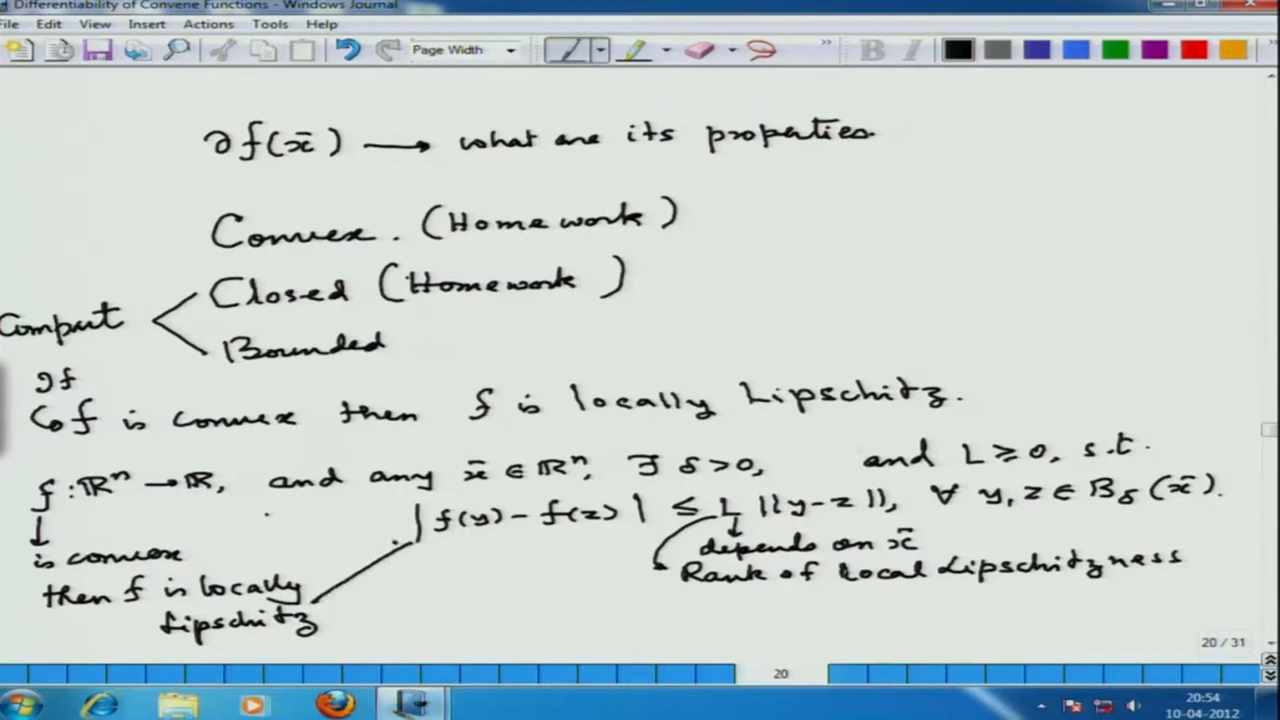 Differentiability of Convene Functions - Windows Journal
File Edit View Insert Actions Tools Help
Page Width
∂f(x̄) → what are its properties
Convex. (Homework)
Closed (Homework)
Compact
Bounded
If
f is convex then f is locally Lipschitz.
f : ℝⁿ → ℝ, and any x̄ ∈ ℝⁿ, ∃ δ > 0, and L ≥ 0, s.t.
|f(y) - f(z)| ≤ L ||y-z||, ∀ y, z ∈ B_δ(x̄).
is convex
depends on x̄
Rank of Local Lipschitzness
then f is locally
Lipschitz
20 / 31
20
20:54
10-04-2012